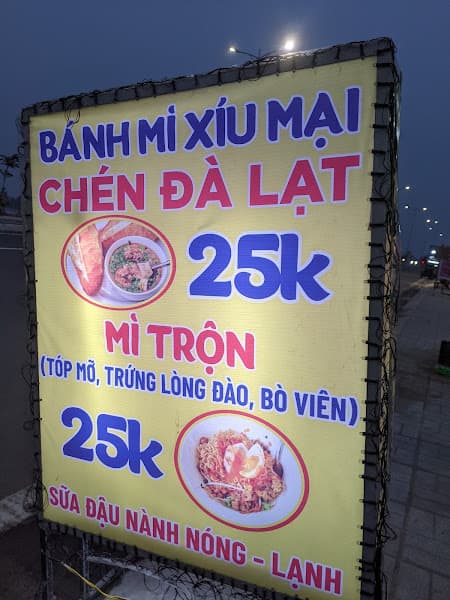 BÁNH MÌ XÍU MẠI
CHÉN ĐÀ LẠT
25k
MÌ TRỘN
(TÓP MỠ, TRỨNG LÒNG ĐÀO, BÒ VIÊN)
25k
SỮA ĐẬU NÀNH NÓNG - LẠNH